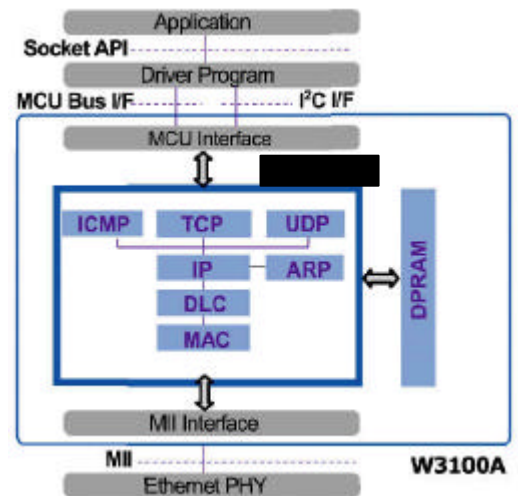 Application
Socket API
Driver Program
MCU Bus I/F
I²C I/F
MCU Interface
ICMP TCP UDP
IP ARP
DLC
MAC
DPRAM
MII Interface
MII
W3100A
Ethernet PHY